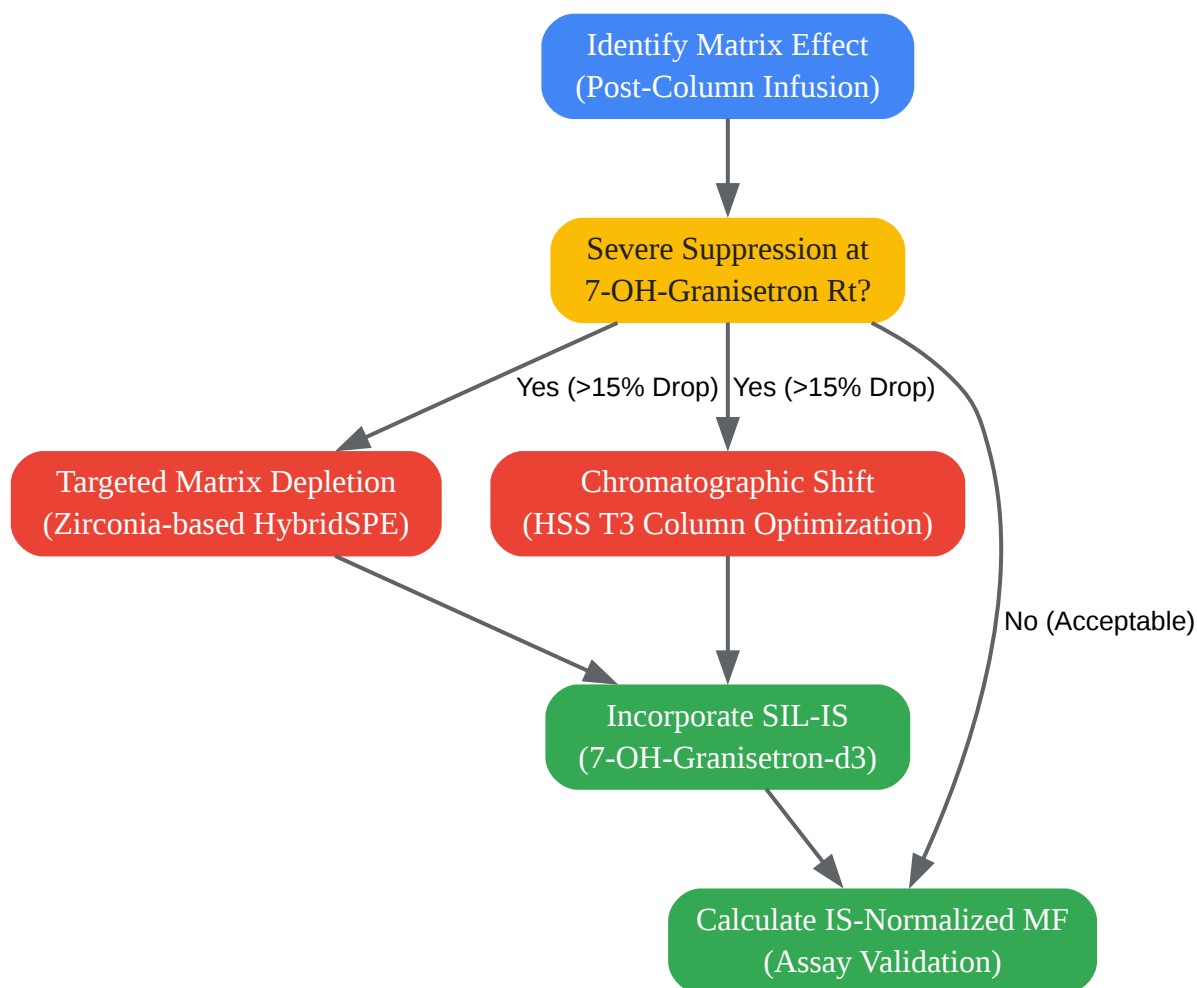 Identify Matrix Effect
(Post-Column Infusion)
Severe Suppression at
7-OH-Granisetron Rt?
Yes (>15% Drop)
Yes (>15% Drop)
Targeted Matrix Depletion
(Zirconia-based HybridSPE)
Chromatographic Shift
(HSS T3 Column Optimization)
No (Acceptable)
Incorporate SIL-IS
(7-OH-Granisetron-d3)
Calculate IS-Normalized MF
(Assay Validation)